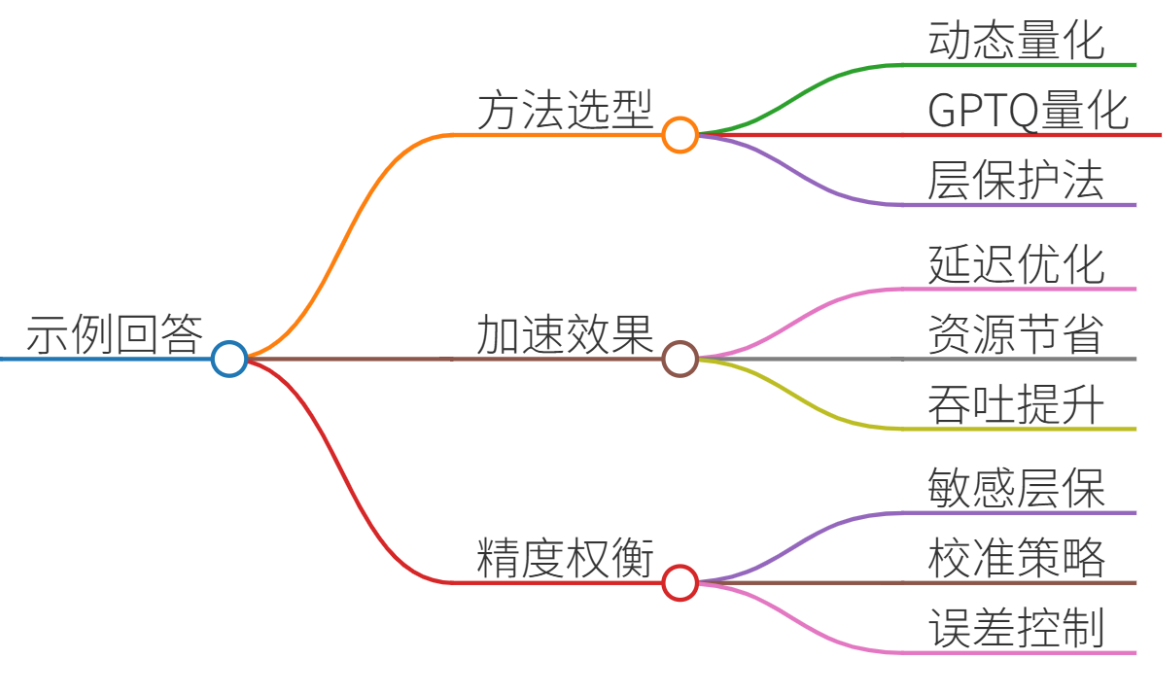 示例回答
方法选型
动态量化
GPTQ量化
层保护法
加速效果
延迟优化
资源节省
吞吐提升
精度权衡
敏感层保
校准策略
误差控制